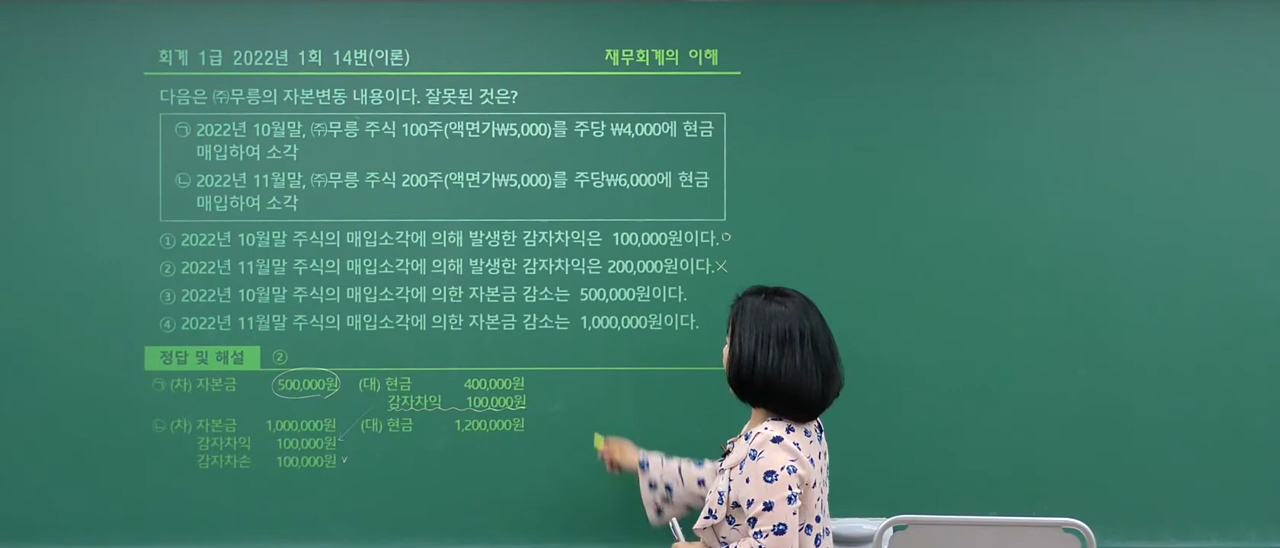 회계 1급 2022년 1회 14번(이론) 재무회계의 이해
다음은 ㈜무릉의 자본변동 내용이다. 잘못된 것은?
㉠ 2022년 10월말, ㈜무릉 주식 100주(액면가₩5,000)를 주당 ₩4,000에 현금
매입하여 소각
㉡ 2022년 11월말, ㈜무릉 주식 200주(액면가₩5,000)를 주당₩6,000에 현금
매입하여 소각
① 2022년 10월말 주식의 매입소각에 의해 발생한 감자차익은 100,000원이다.○
② 2022년 11월말 주식의 매입소각에 의해 발생한 감자차익은 200,000원이다.×
③ 2022년 10월말 주식의 매입소각에 의한 자본금 감소는 500,000원이다.
④ 2022년 11월말 주식의 매입소각에 의한 자본금 감소는 1,000,000원이다.
정답 및 해설 ②
㉠ (차) 자본금 500,000원 (대) 현금 400,000원
감자차익 100,000원
㉡ (차) 자본금 1,000,000원 (대) 현금 1,200,000원
감자차익 100,000원
감자차손 100,000원